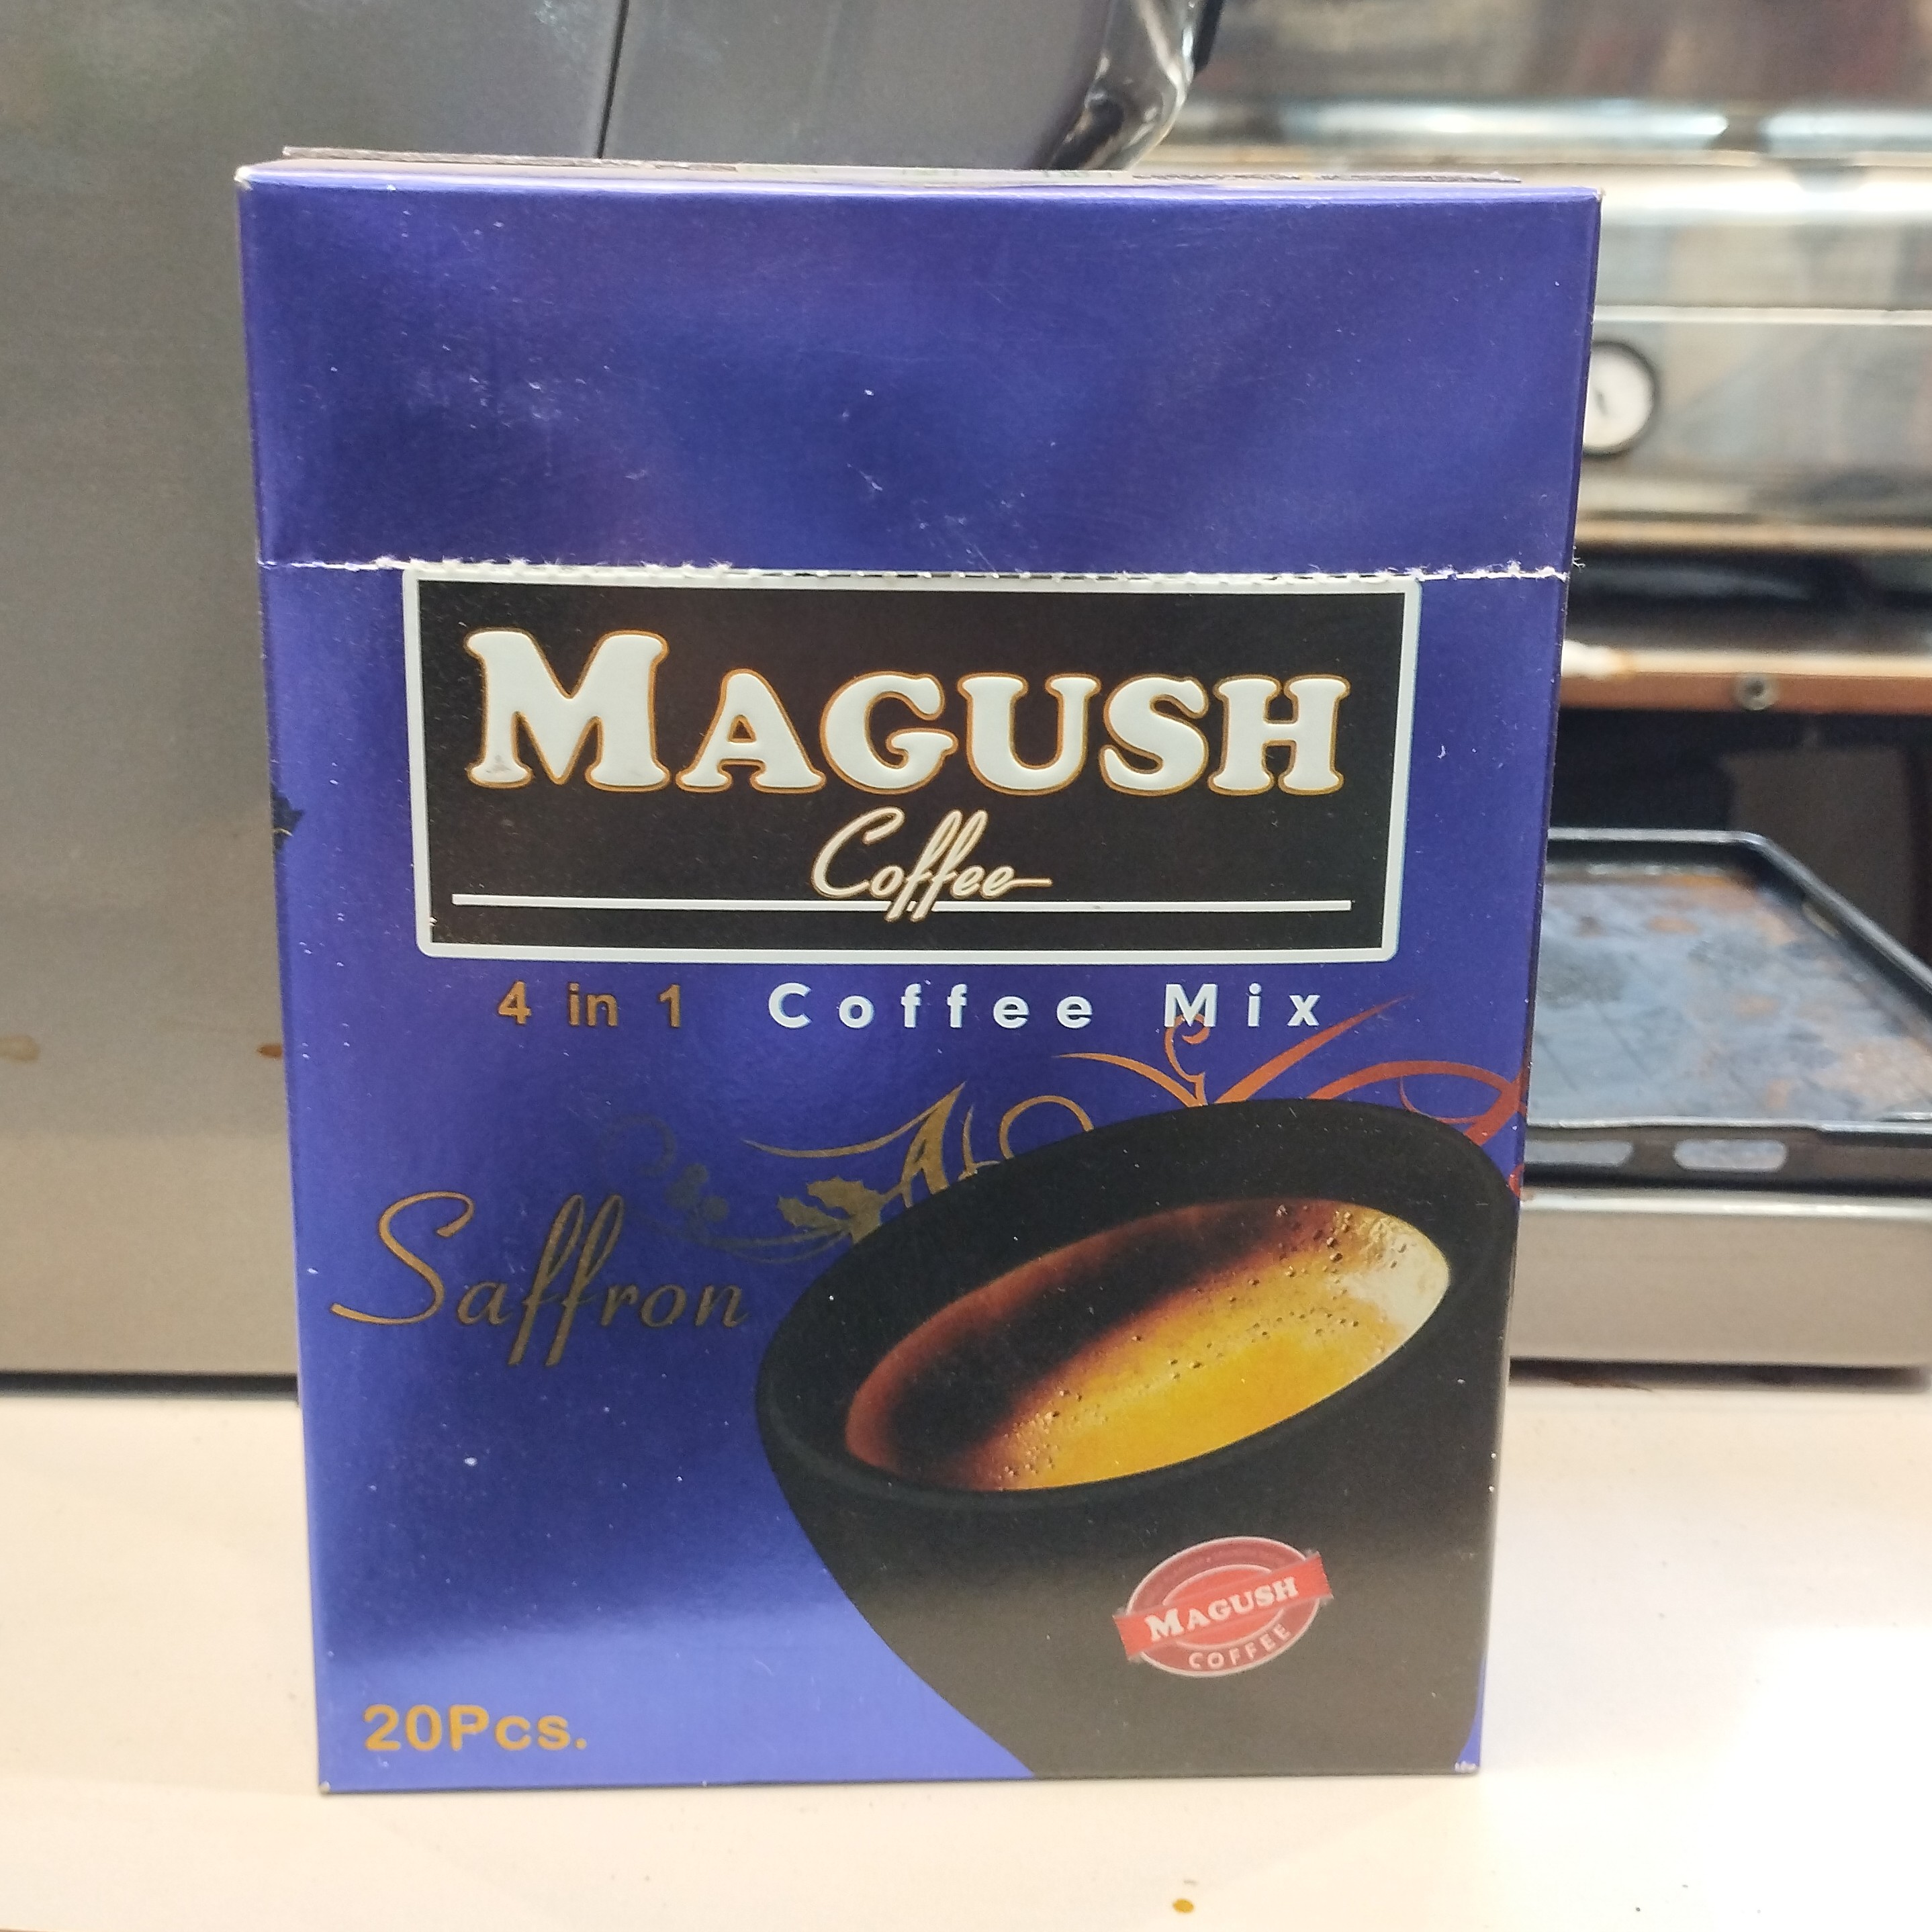 MAGUSH
Coffee
4 in 1 Coffee Mix
Saffron
MAGUSH
COFFEE
20Pcs.